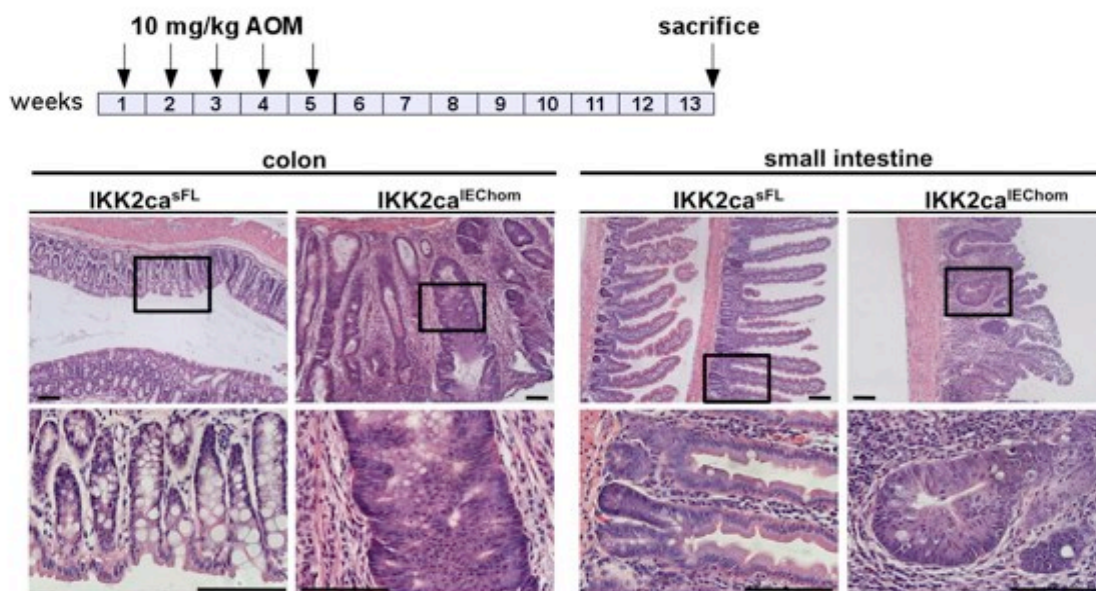 10 mg/kg AOM sacrifice
weeks 1 2 3 4 5 6 7 8 9 10 11 12 13
colon small intestine
IKK2ca^sFL IKK2ca^IEChom IKK2ca^sFL IKK2ca^IEChom